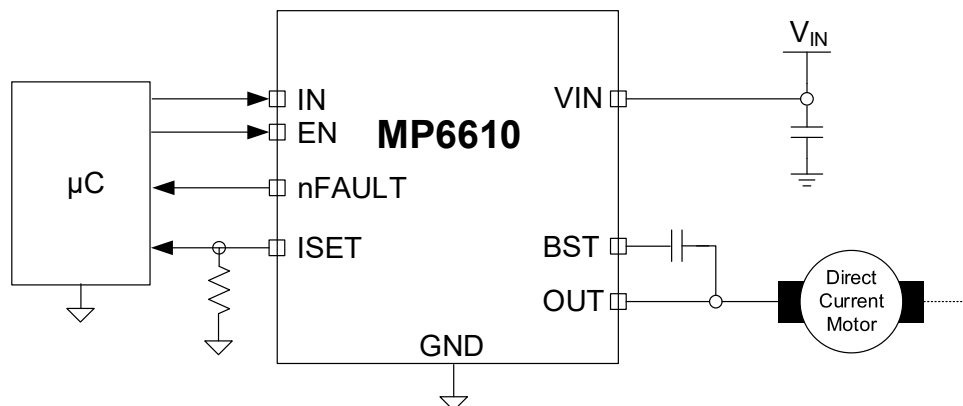 V_IN
IN
EN
nFAULT
ISET
µC
MP6610
VIN
BST
OUT
GND
Direct
Current
Motor